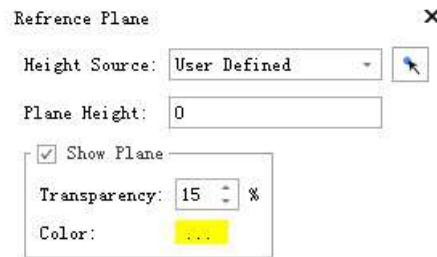 Refrence Plane
Height Source: User Defined
Plane Height: 0
Show Plane
Transparency: 15 %
Color: ...